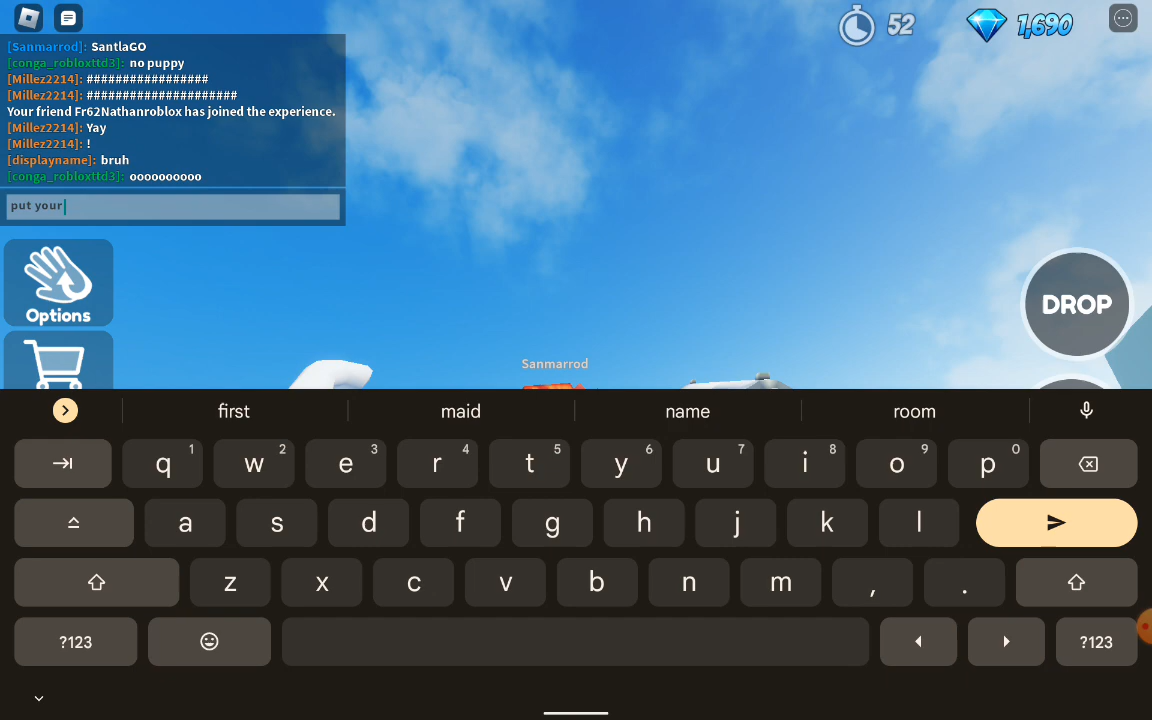 52
1,690
[Sanmarrod]: SantlaGO
[conga_robloxttd3]: no puppy
[Millez2214]: #################
[Millez2214]: #####################
Your friend Fr62Nathanroblox has joined the experience.
[Millez2214]: Yay
[Millez2214]: !
[displayname]: bruh
[conga_robloxttd3]: oooooooooo
put your
Options
DROP
Sanmarrod
first maid name room
q 1 w 2 e 3 r 4 t 5 y 6 u 7 i 8 o 9 p 0
a s d f g h j k l
z x c v b n m , .
?123 ?123